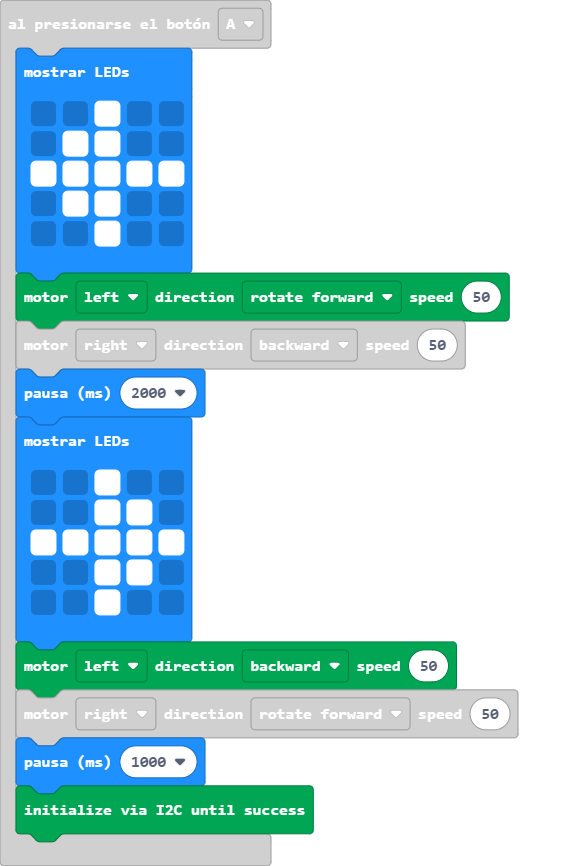 al presionarse el botón A
mostrar LEDs
motor left direction rotate forward speed 50
motor right direction backward speed 50
pausa (ms) 2000
mostrar LEDs
motor left direction backward speed 50
motor right direction rotate forward speed 50
pausa (ms) 1000
initialize via I2C until success